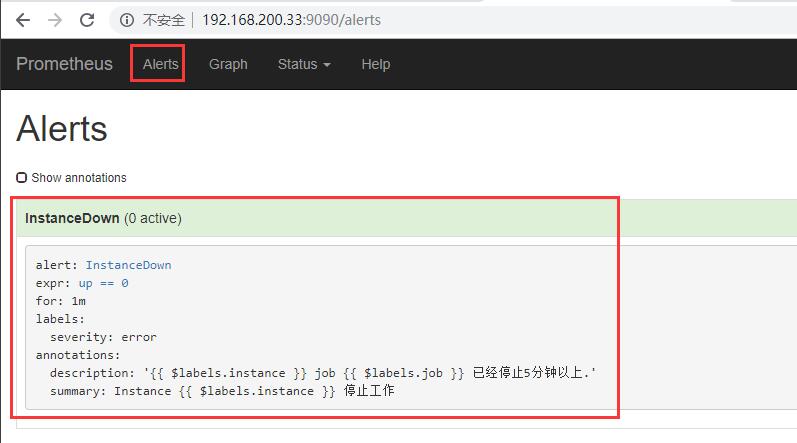 不安全 | 192.168.200.33:9090/alerts
Prometheus Alerts Graph Status Help
Alerts
Show annotations
InstanceDown (0 active)
alert: InstanceDown
expr: up == 0
for: 1m
labels:
  severity: error
annotations:
  description: '{{ $labels.instance }} job {{ $labels.job }} 已经停止5分钟以上.'
  summary: Instance {{ $labels.instance }} 停止工作